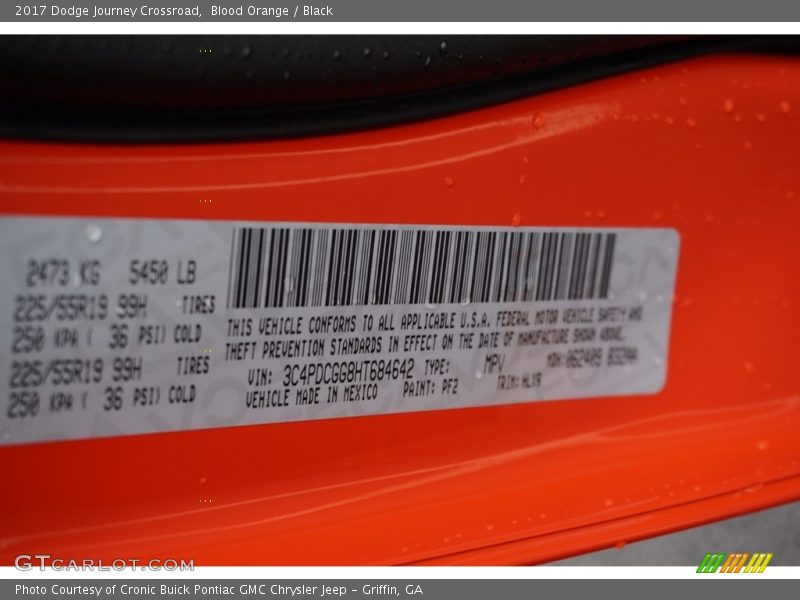 2017 Dodge Journey Crossroad, Blood Orange / Black
2473 KG 5450 LB
225/55R19 99H TIRES
250 KPA ( 36 PSI) COLD
225/55R19 99H TIRES
250 KPA ( 36 PSI) COLD
THIS VEHICLE CONFORMS TO ALL APPLICABLE U.S.A. FEDERAL MOTOR VEHICLE SAFETY AND
THEFT PREVENTION STANDARDS IN EFFECT ON THE DATE OF MANUFACTURE SHOWN ABOVE.
VIN: 3C4PDCGG8HT684642 TYPE: MPV
VEHICLE MADE IN MEXICO PAINT: PF2 TRIM:
GTCARLOT.COM
Photo Courtesy of Cronic Buick Pontiac GMC Chrysler Jeep - Griffin, GA